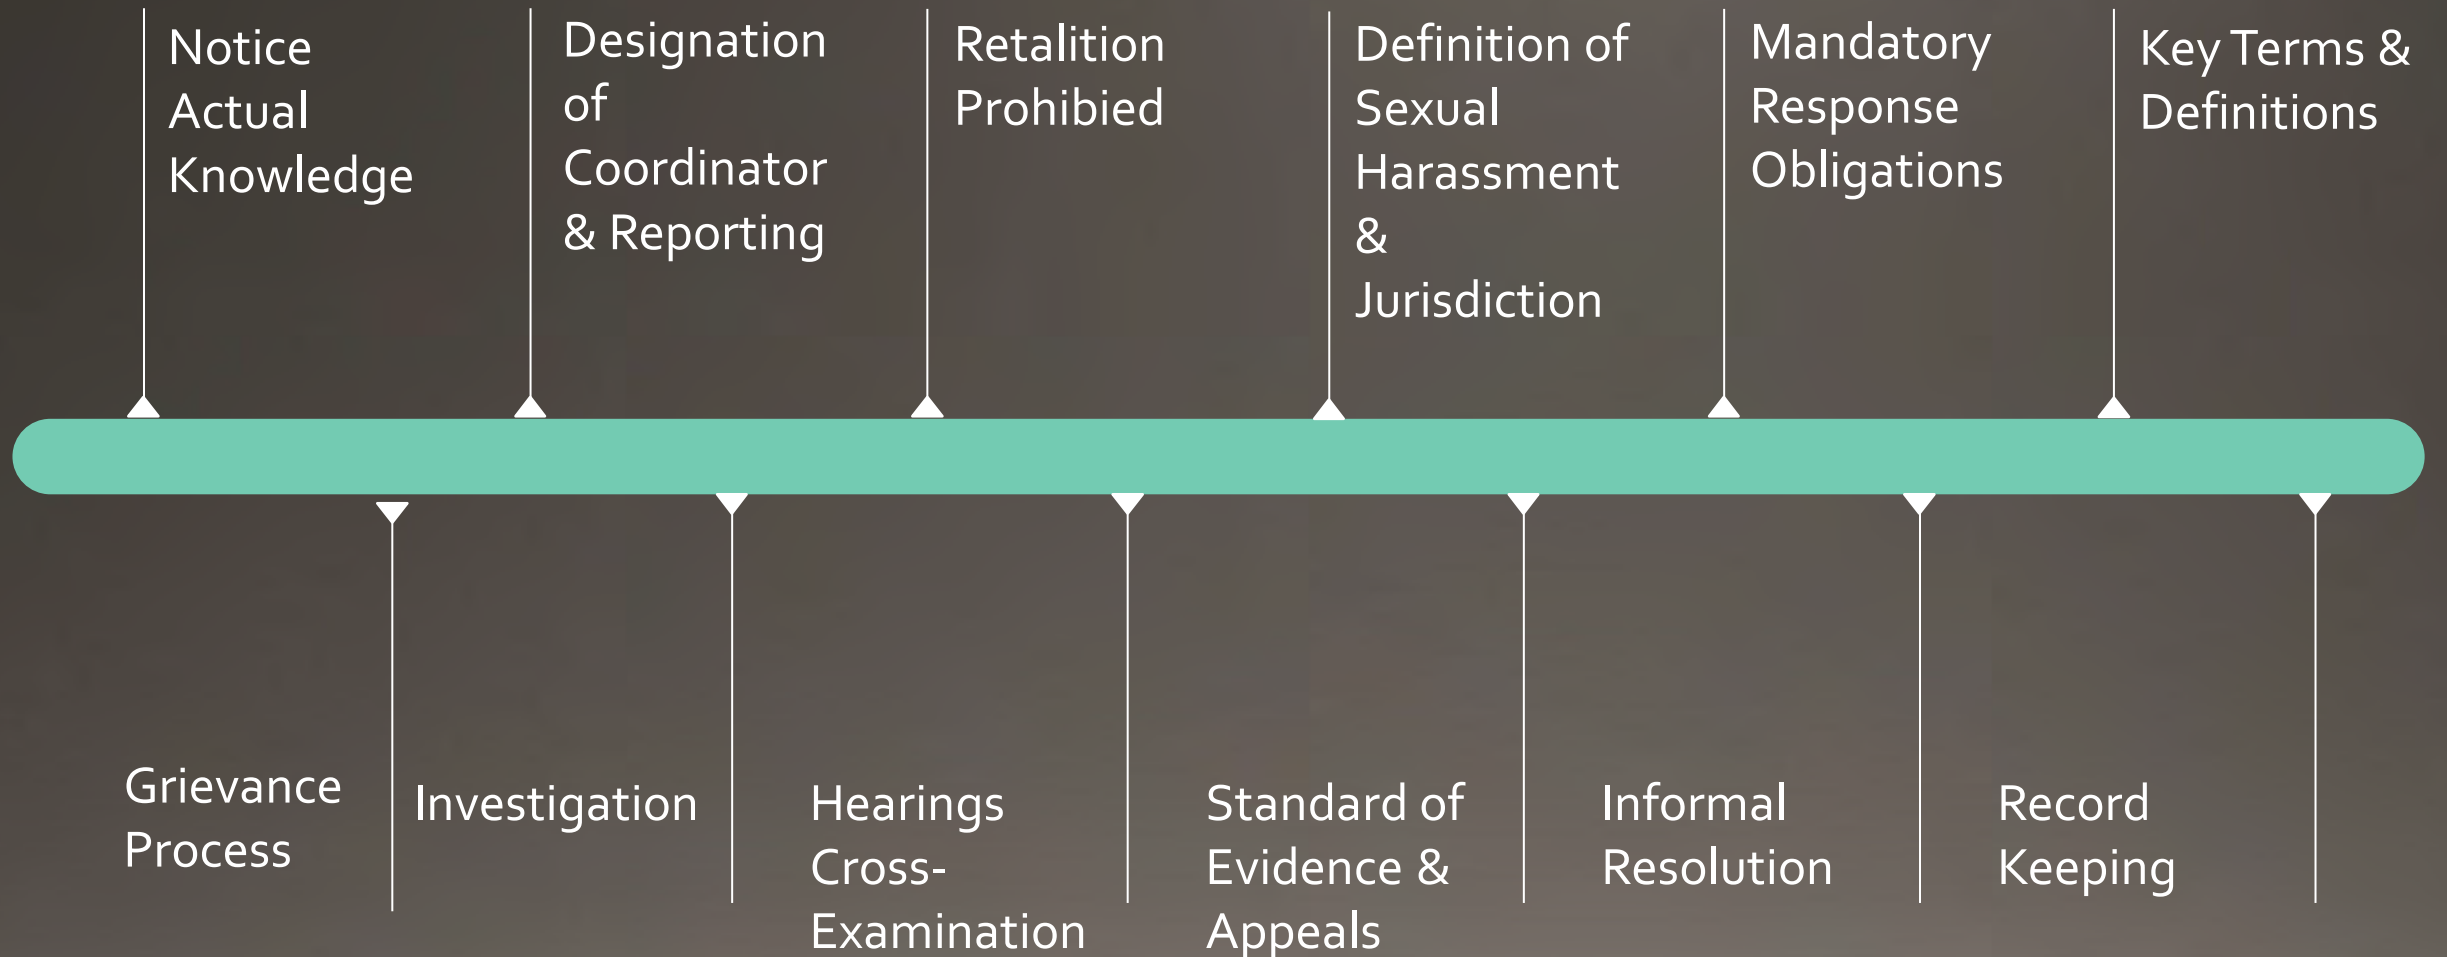 Notice
Actual
Knowledge
Designation
of
Coordinator
& Reporting
Retalition
Prohibied
Definition of
Sexual
Harassment
&
Jurisdiction
Mandatory
Response
Obligations
Key Terms &
Definitions
Grievance
Process
Investigation
Hearings
Cross-
Examination
Standard of
Evidence &
Appeals
Informal
Resolution
Record
Keeping